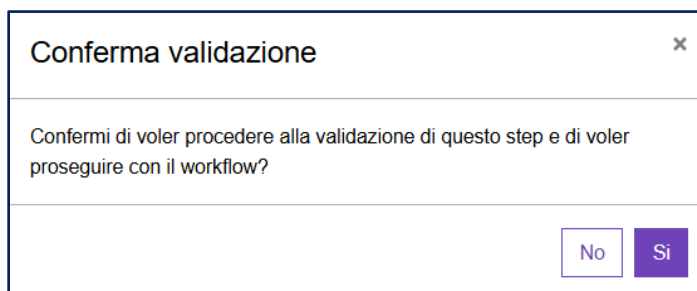 Conferma validazione
×
Confermi di voler procedere alla validazione di questo step e di voler
proseguire con il workflow?
No
Si